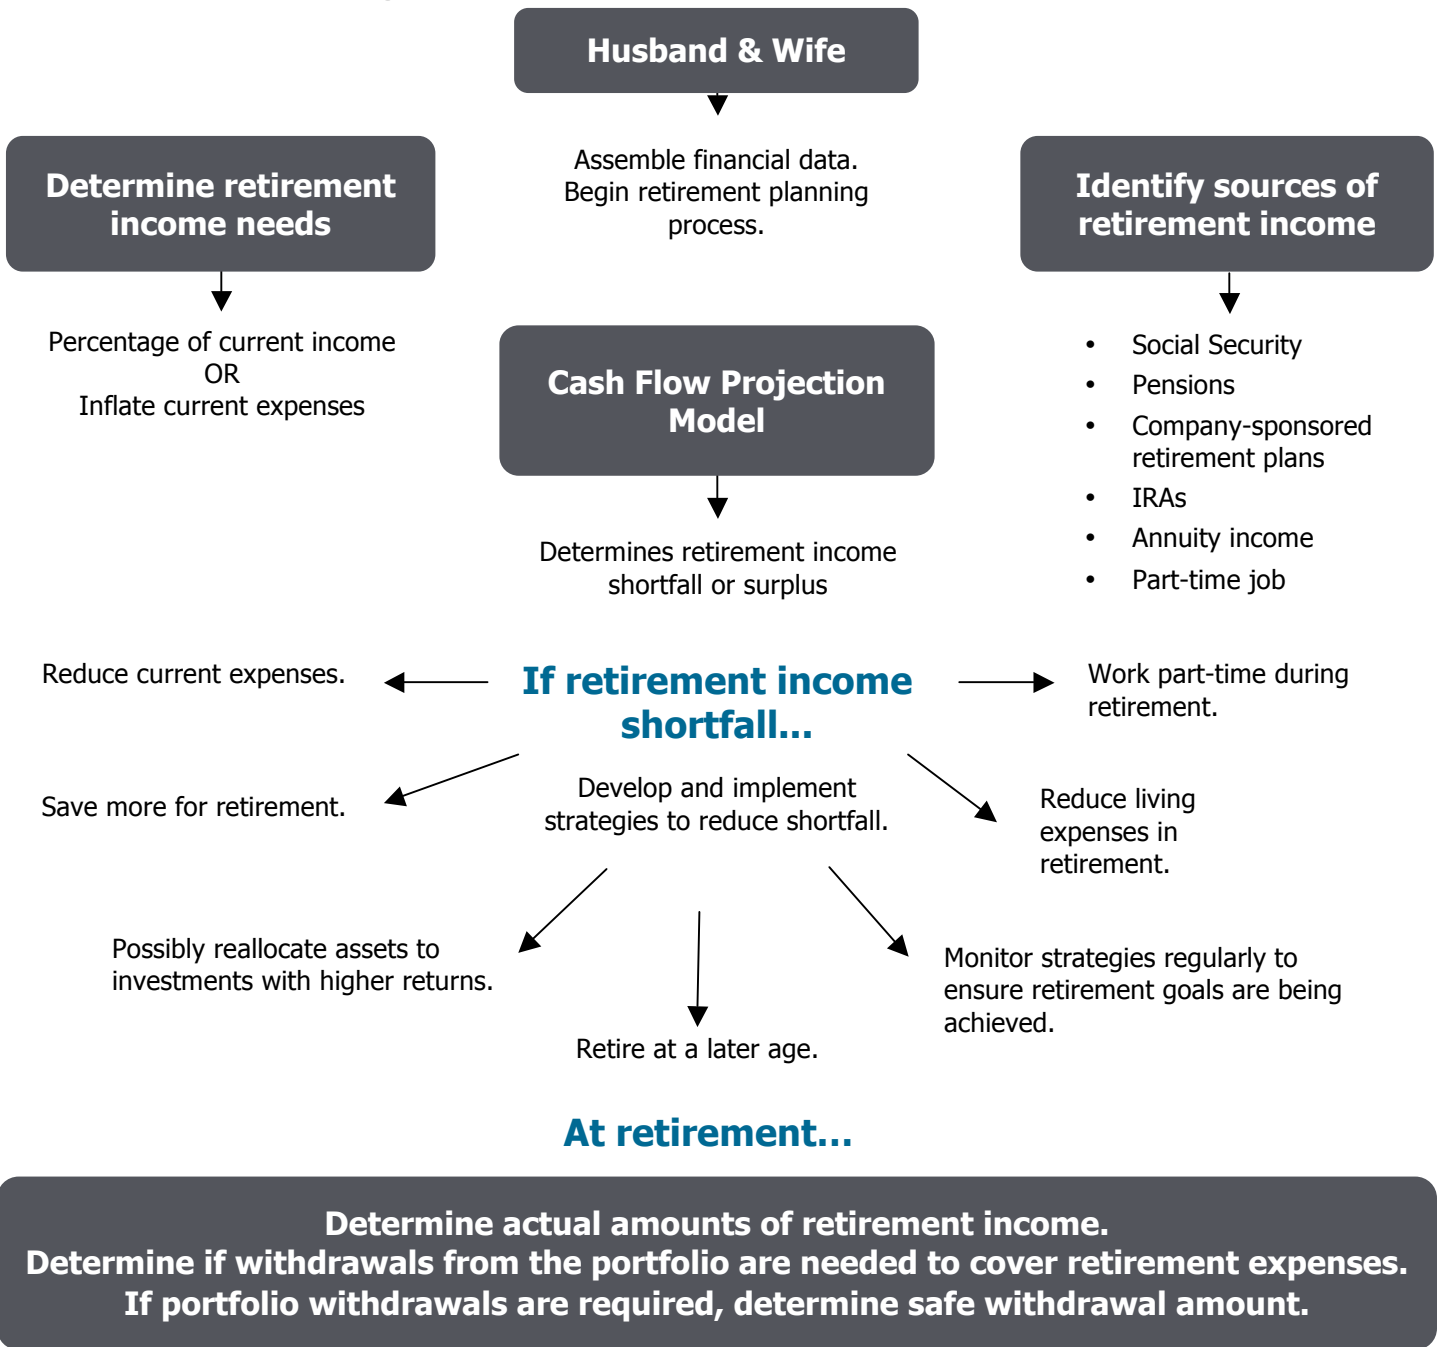 Husband & Wife
Assemble financial data.
Begin retirement planning
process.
Determine retirement
income needs
Percentage of current income
OR
Inflate current expenses
Identify sources of
retirement income
• Social Security
• Pensions
• Company-sponsored
retirement plans
• IRAs
• Annuity income
• Part-time job
Cash Flow Projection
Model
Determines retirement income
shortfall or surplus
If retirement income
shortfall...
Develop and implement
strategies to reduce shortfall.
Reduce current expenses.
Save more for retirement.
Possibly reallocate assets to
investments with higher returns.
Retire at a later age.
Monitor strategies regularly to
ensure retirement goals are being
achieved.
Reduce living
expenses in
retirement.
Work part-time during
retirement.
At retirement...
Determine actual amounts of retirement income.
Determine if withdrawals from the portfolio are needed to cover retirement expenses.
If portfolio withdrawals are required, determine safe withdrawal amount.